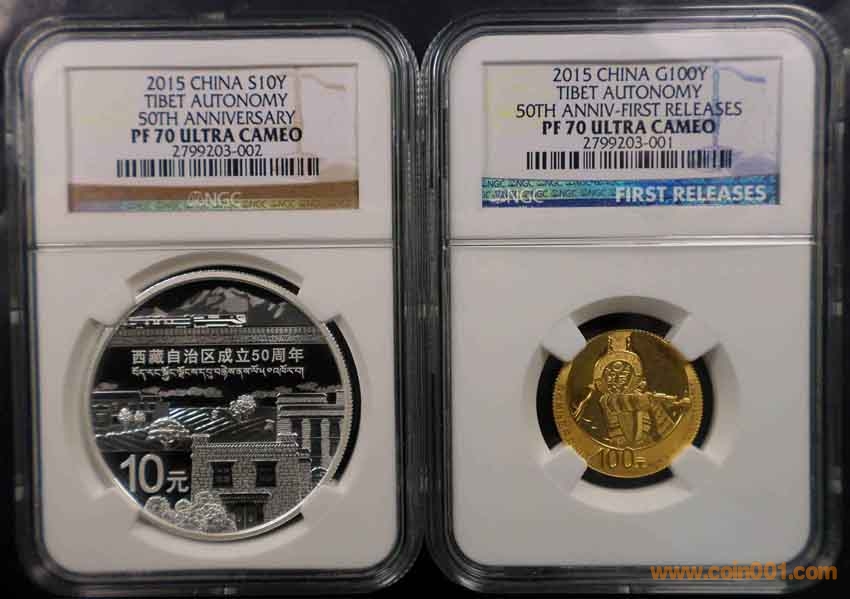 2015 CHINA S10Y
TIBET AUTONOMY
50TH ANNIVERSARY
PF 70 ULTRA CAMEO
2799203-002
NGC
西藏自治区成立50周年
10元
2015 CHINA G100Y
TIBET AUTONOMY
50TH ANNIV-FIRST RELEASES
PF 70 ULTRA CAMEO
2799203-001
NGC
FIRST RELEASES
100元
www.coin001.com